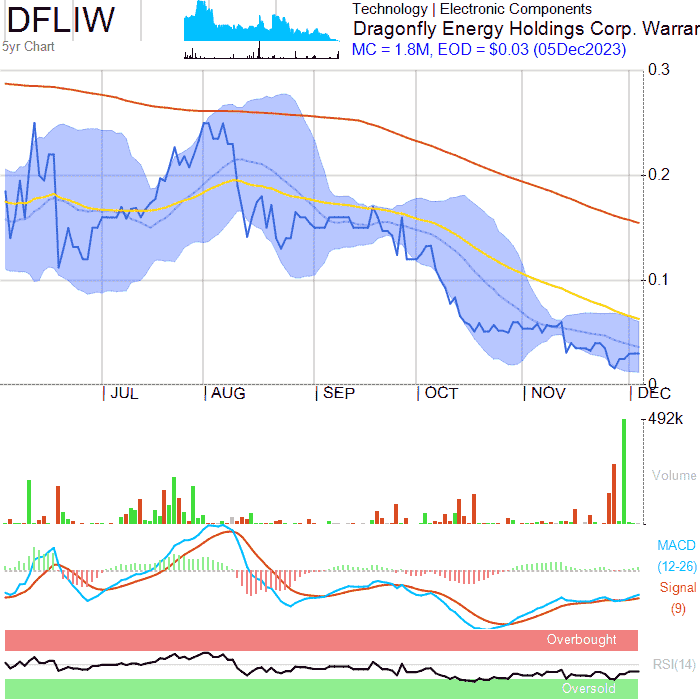 DFLIW
5yr Chart
Technology | Electronic Components
Dragonfly Energy Holdings Corp. Warran
MC = 1.8M, EOD = $0.03 (05Dec2023)
0.3
0.2
0.1
0
JUL AUG SEP OCT NOV DEC
492k
Volume
MACD
(12-26)
Signal
(9)
Overbought
RSI(14)
Oversold